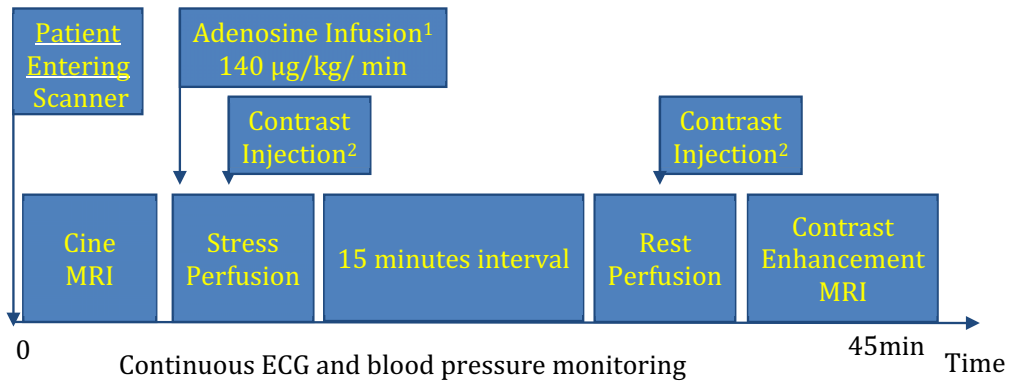 Patient
Entering
Scanner
Adenosine Infusion¹
140 µg/kg/ min
Contrast
Injection²
Contrast
Injection²
Cine
MRI
Stress
Perfusion
15 minutes interval
Rest
Perfusion
Contrast
Enhancement
MRI
0
45min
Continuous ECG and blood pressure monitoring
Time